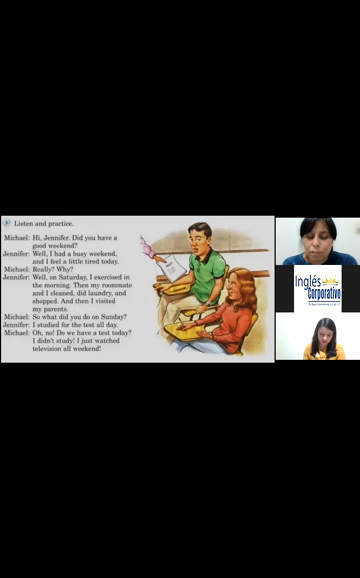 Listen and practice.
Michael: Hi, Jennifer. Did you have a
good weekend?
Jennifer: Well, I had a busy weekend,
and I feel a little tired today.
Michael: Really? Why?
Jennifer: Well, on Saturday, I exercised in
the morning. Then my roommate
and I cleaned, did laundry, and
shopped. And then I visited
my parents.
Michael: So what did you do on Sunday?
Jennifer: I studied for the test all day.
Michael: Oh, no! Do we have a test today?
I didn't study! I just watched
television all weekend!
Inglés
Corporativo